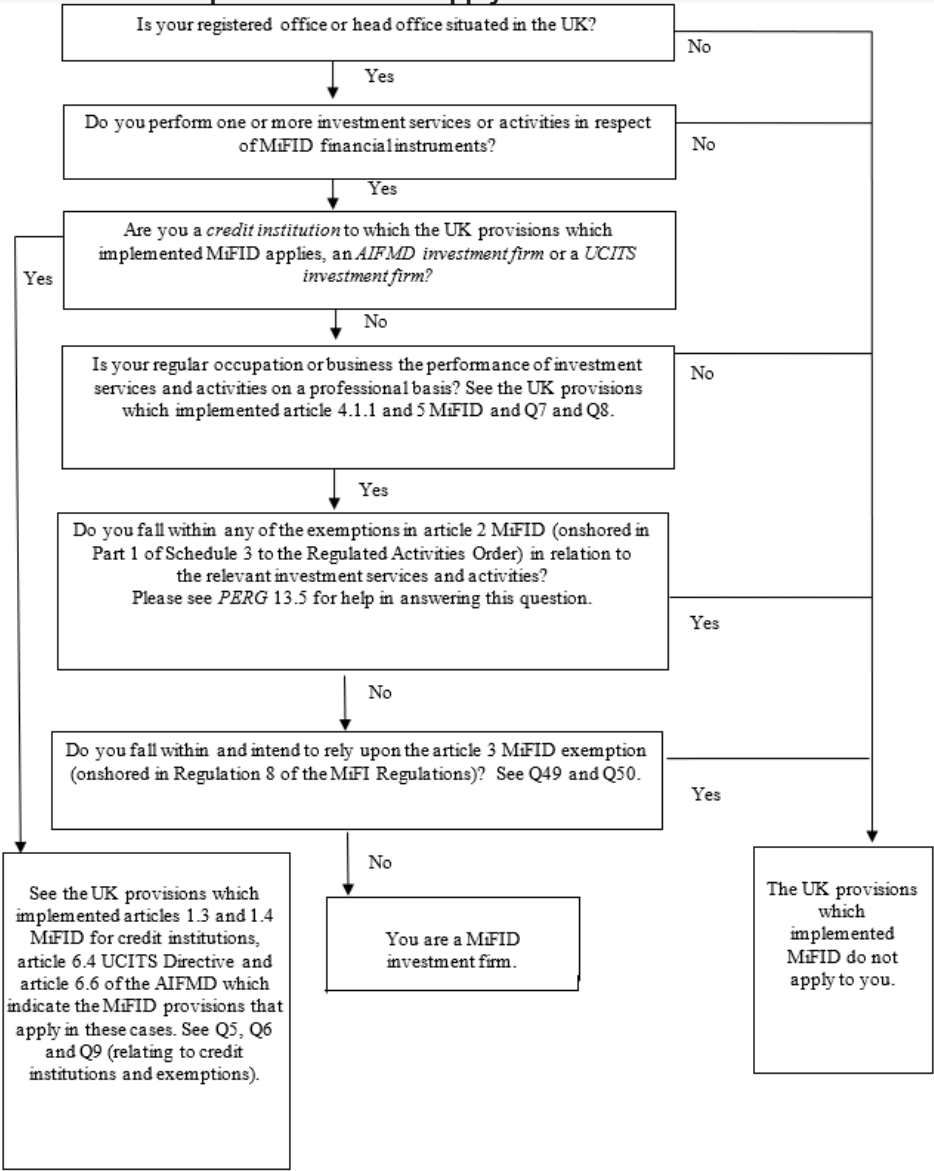 Is your registered office or head office situated in the UK?
No
Yes
Do you perform one or more investment services or activities in respect
of MiFID financial instruments?
No
Yes
Are you a credit institution to which the UK provisions which
implemented MiFID applies, an AIFMD investment firm or a UCITS
investment firm?
Yes
No
Is your regular occupation or business the performance of investment
services and activities on a professional basis? See the UK provisions
which implemented article 4.1.1 and 5 MiFID and Q7 and Q8.
No
Yes
Do you fall within any of the exemptions in article 2 MiFID (onshored in
Part 1 of Schedule 3 to the Regulated Activities Order) in relation to
the relevant investment services and activities?
Please see PERG 13.5 for help in answering this question.
Yes
No
Do you fall within and intend to rely upon the article 3 MiFID exemption
(onshored in Regulation 8 of the MiFI Regulations)? See Q49 and Q50.
Yes
No
See the UK provisions which
implemented articles 1.3 and 1.4
MiFID for credit institutions,
article 6.4 UCITS Directive and
article 6.6 of the AIFMD which
indicate the MiFID provisions that
apply in these cases. See Q5, Q6
and Q9 (relating to credit
institutions and exemptions).
You are a MiFID
investment firm.
The UK provisions
which
implemented
MiFID do not
apply to you.